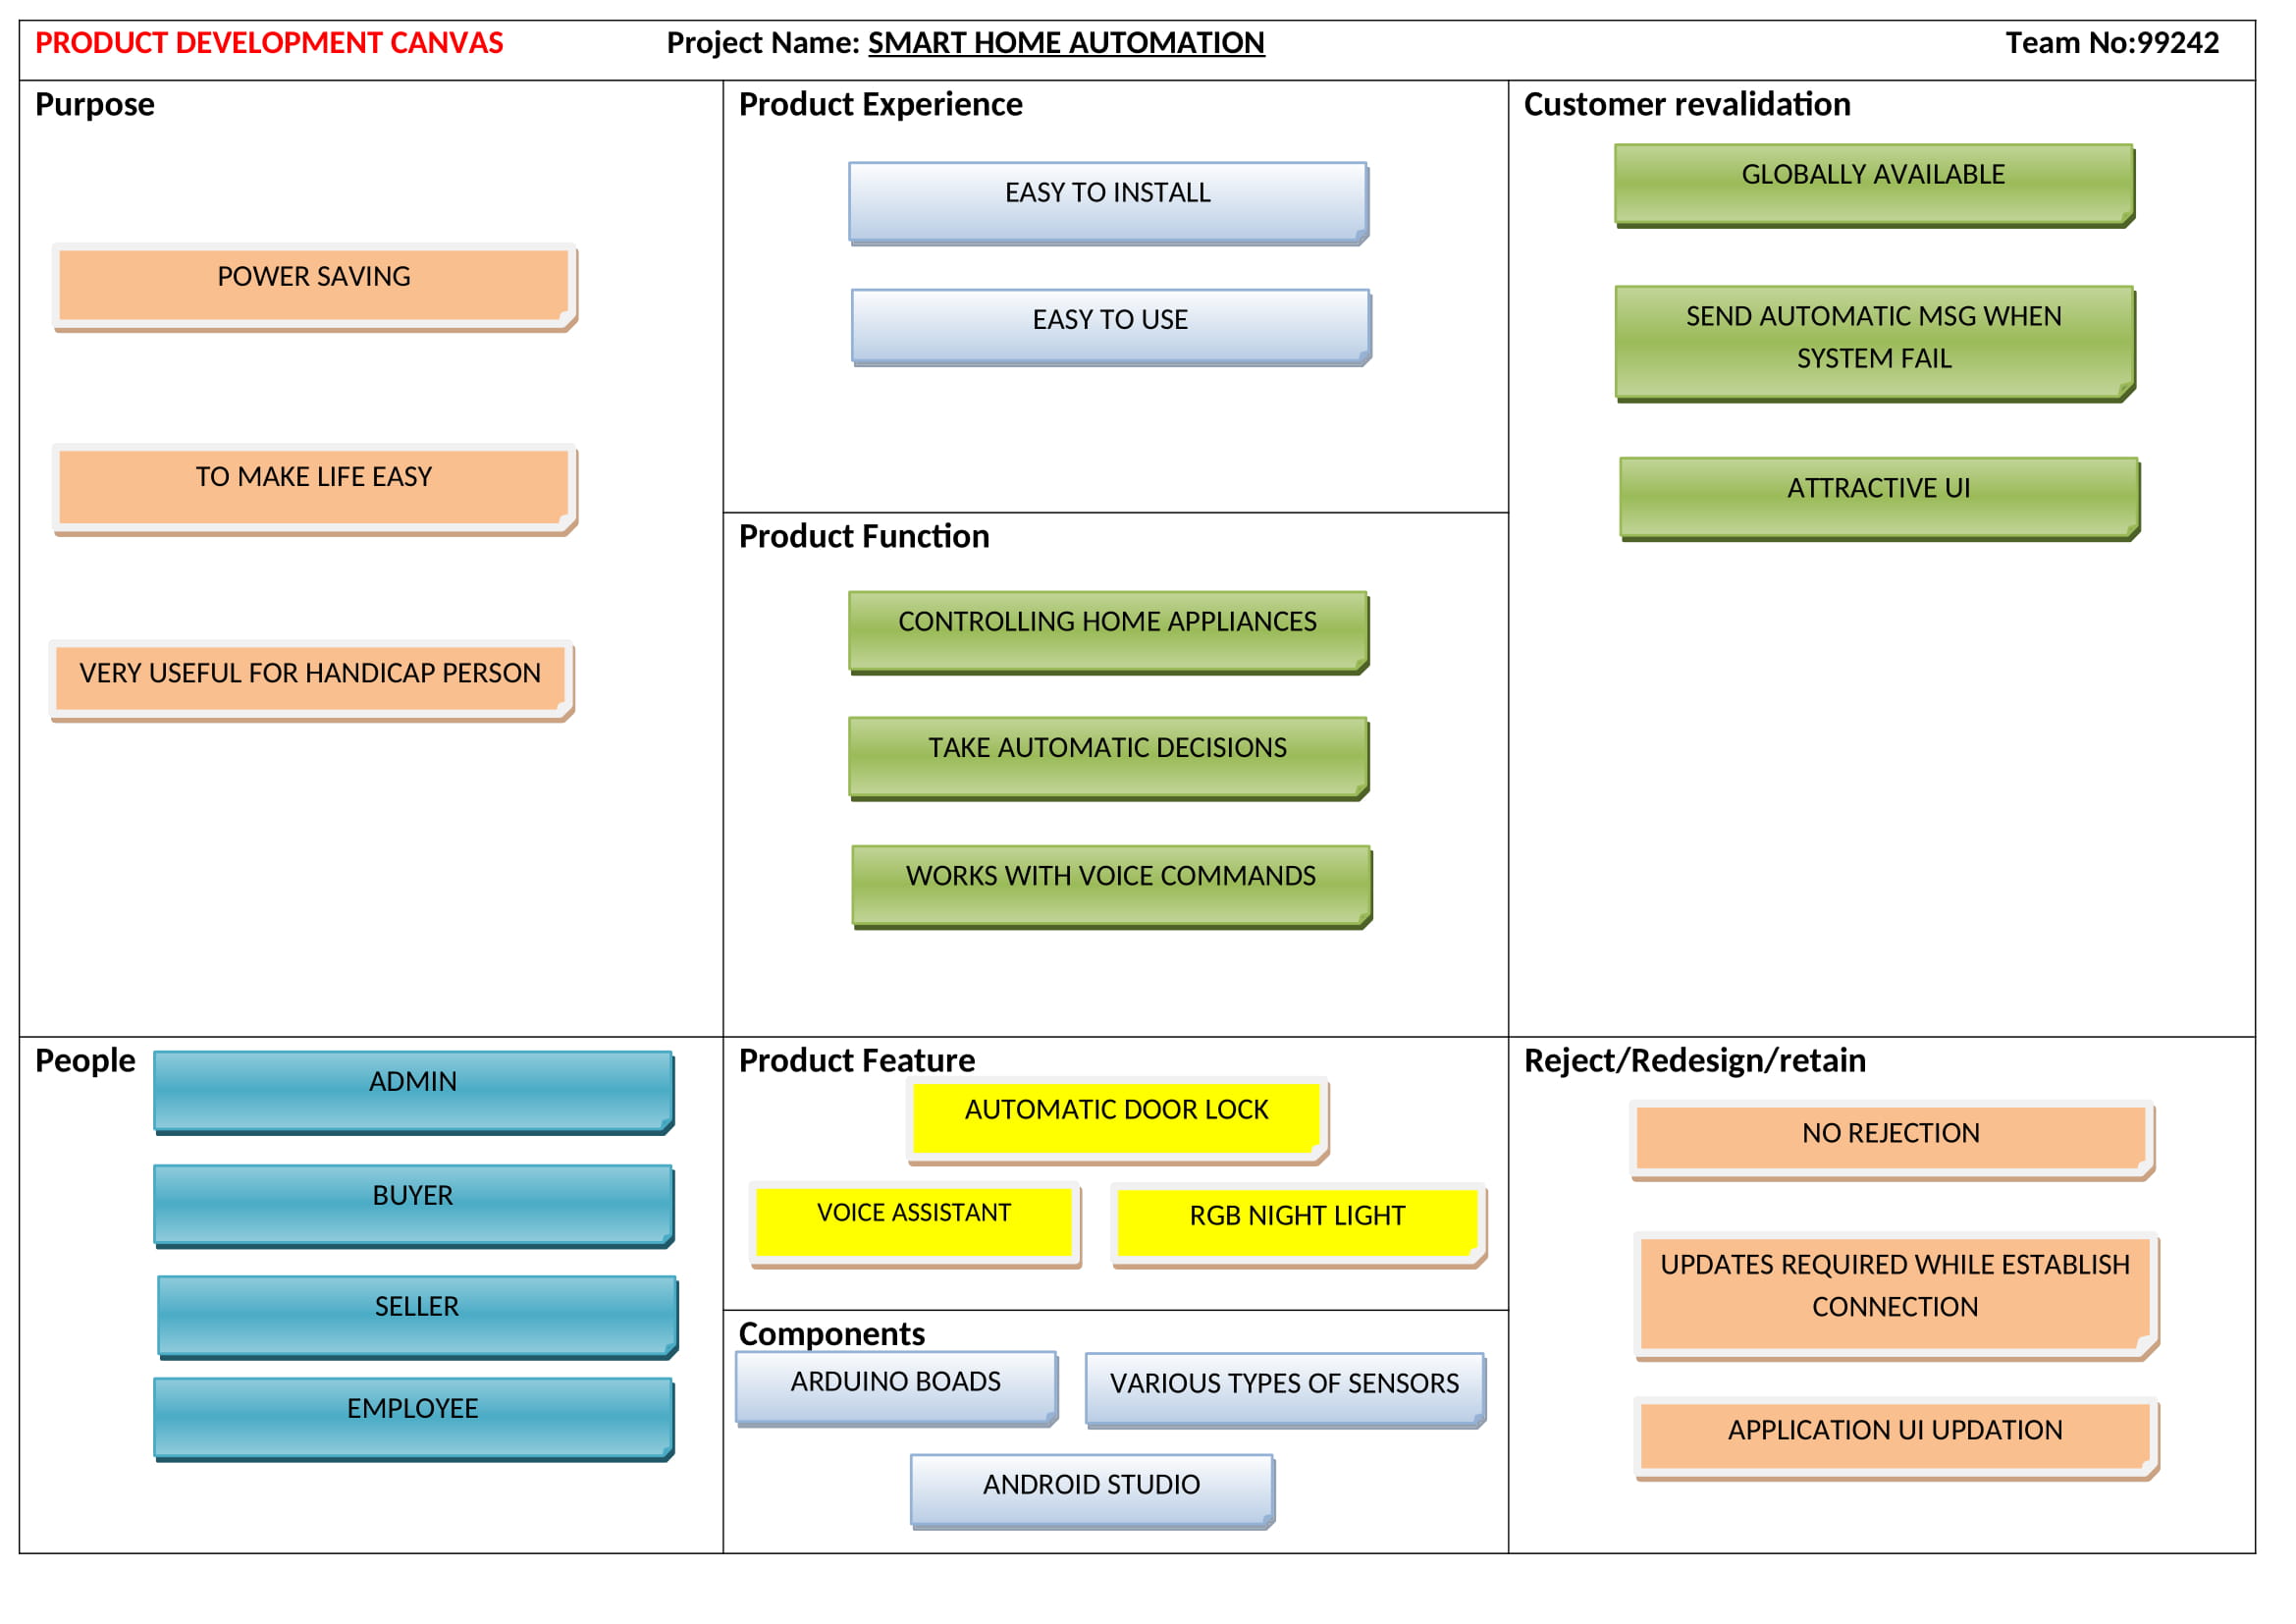 PRODUCT DEVELOPMENT CANVAS Project Name: SMART HOME AUTOMATION Team No:99242
Purpose
POWER SAVING
TO MAKE LIFE EASY
VERY USEFUL FOR HANDICAP PERSON
Product Experience
EASY TO INSTALL
EASY TO USE
Product Function
CONTROLLING HOME APPLIANCES
TAKE AUTOMATIC DECISIONS
WORKS WITH VOICE COMMANDS
Customer revalidation
GLOBALLY AVAILABLE
SEND AUTOMATIC MSG WHEN
SYSTEM FAIL
ATTRACTIVE UI
People
ADMIN
BUYER
SELLER
EMPLOYEE
Product Feature
AUTOMATIC DOOR LOCK
VOICE ASSISTANT
RGB NIGHT LIGHT
Components
ARDUINO BOADS
VARIOUS TYPES OF SENSORS
ANDROID STUDIO
Reject/Redesign/retain
NO REJECTION
UPDATES REQUIRED WHILE ESTABLISH
CONNECTION
APPLICATION UI UPDATION